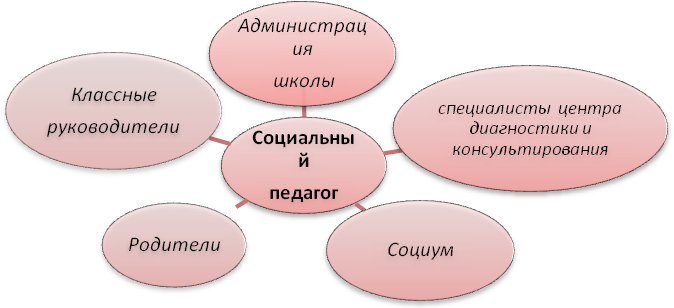 Администрац
ия
школы
Классные
руководители
специалисты центра
диагностики и
консультирования
Социальны
й
педагог
Родители
Социум